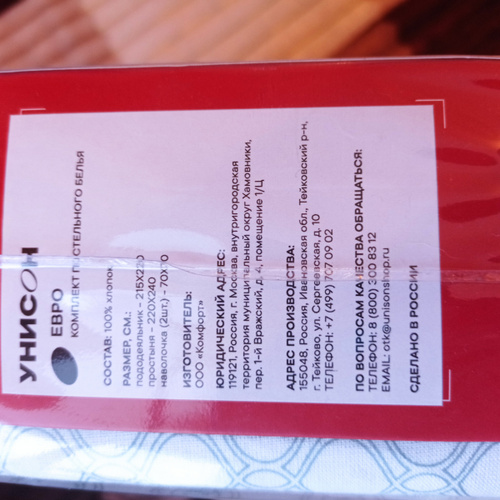 УНИСОН
ЕВРО
КОМПЛЕКТ ПОСТЕЛЬНОГО БЕЛЬЯ
СОСТАВ: 100% ХЛОПОК
РАЗМЕР, СМ.:
пододеяльник – 215X220
простыня – 220X240
наволочка (2шт.) - 70X70
ИЗГОТОВИТЕЛЬ:
ООО «Комфорт»
ЮРИДИЧЕСКИЙ АДРЕС:
119121, Россия, г. Москва, внутригородская
территория муниципальный округ Хамовники,
пер. 1-й Вражский, д. 4, помещение 1/Ц
АДРЕС ПРОИЗВОДСТВА:
155048, Россия, Ивановская обл., Тейковский р-н,
г. Тейково, ул. Сергеевская, д. 10
ТЕЛЕФОН: +7 (499) 707 09 02
ПО ВОПРОСАМ КАЧЕСТВА ОБРАЩАТЬСЯ:
ТЕЛЕФОН: 8 (800) 300 83 12
EMAIL: otk@unisonshop.ru
СДЕЛАНО В РОССИИ